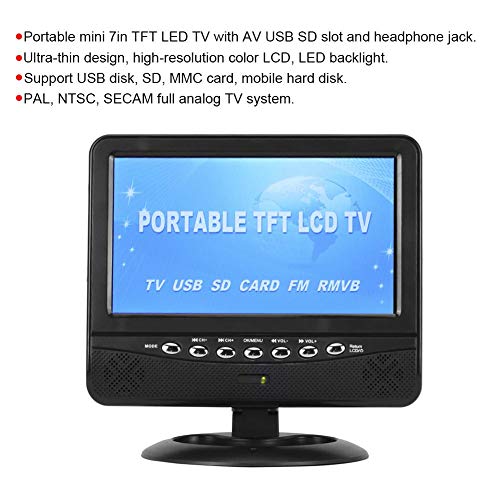 ●Portable mini 7in TFT LED TV with AV USB SD slot and headphone jack.
●Ultra-thin design, high-resolution color LCD, LED backlight.
●Support USB disk, SD, MMC card, mobile hard disk.
●PAL, NTSC, SECAM full analog TV system.
PORTABLE TFT LCD TV
TV USB SD CARD FM RMVB
MODE ⏮CH- ⏮CH+ ON/MENU ◀◀VOL- ▶▶VOL+ Return